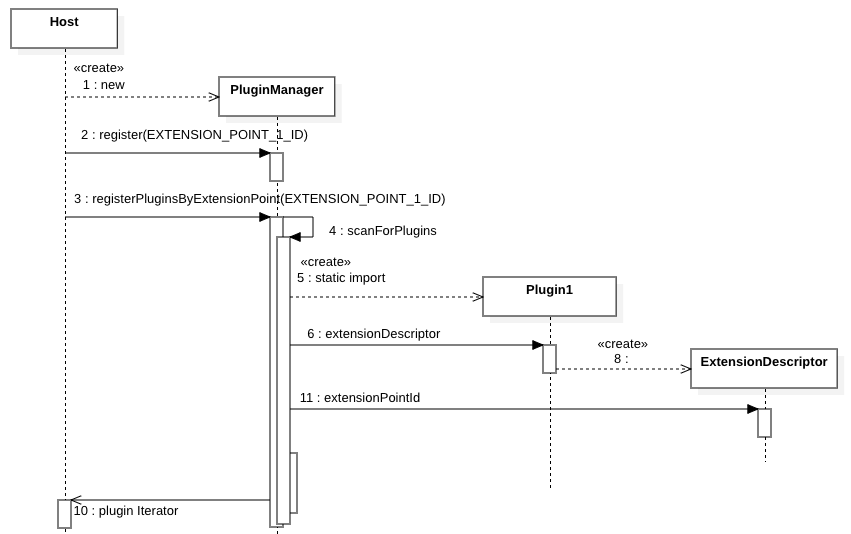 Host
«create»
1 : new
PluginManager
2 : register(EXTENSION_POINT_1_ID)
3 : registerPluginsByExtensionPoint(EXTENSION_POINT_1_ID)
4 : scanForPlugins
«create»
5 : static import
Plugin1
6 : extensionDescriptor
«create»
8 :
ExtensionDescriptor
11 : extensionPointId
10 : plugin Iterator